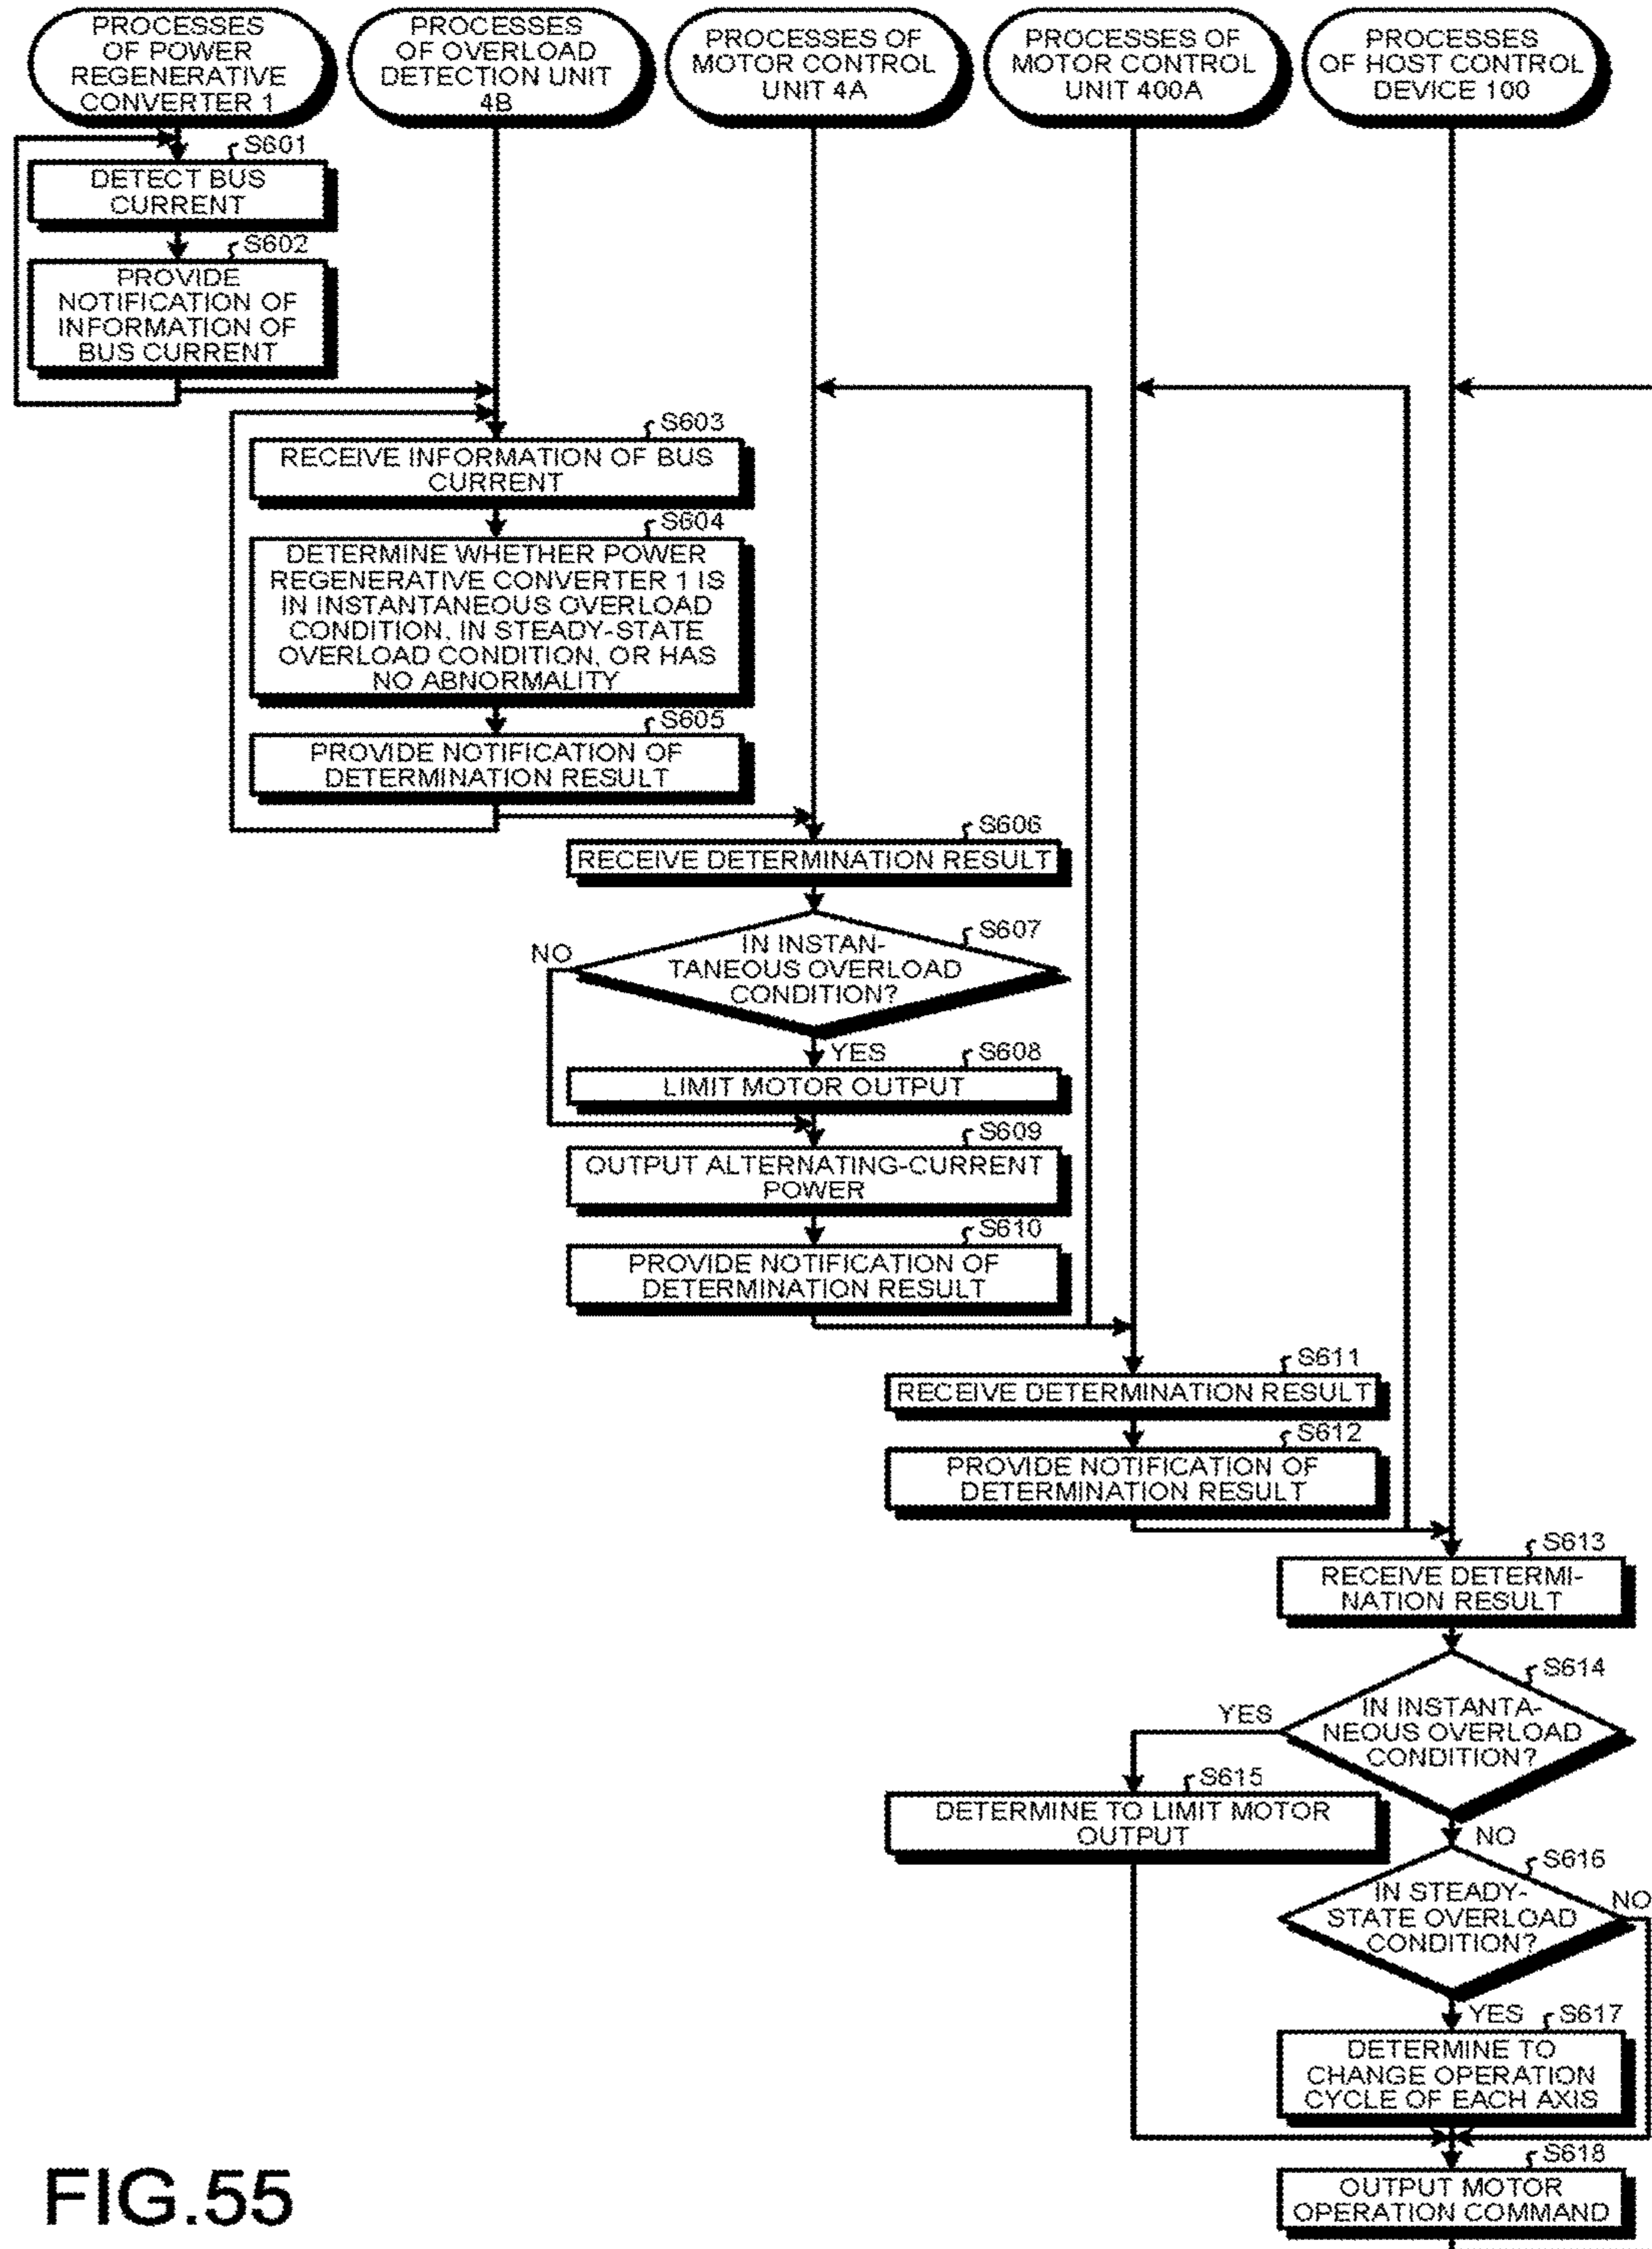 PROCESSES
OF POWER
REGENERATIVE
CONVERTER 1
PROCESSES
OF OVERLOAD
DETECTION UNIT
4B
PROCESSES OF
MOTOR CONTROL
UNIT 4A
PROCESSES OF
MOTOR CONTROL
UNIT 400A
PROCESSES
OF HOST CONTROL
DEVICE 100
S601
DETECT BUS
CURRENT
S602
PROVIDE
NOTIFICATION OF
INFORMATION OF
BUS CURRENT
S603
RECEIVE INFORMATION OF BUS
CURRENT
S604
DETERMINE WHETHER POWER
REGENERATIVE CONVERTER 1 IS
IN INSTANTANEOUS OVERLOAD
CONDITION, IN STEADY-STATE
OVERLOAD CONDITION, OR HAS
NO ABNORMALITY
S605
PROVIDE NOTIFICATION OF
DETERMINATION RESULT
S606
RECEIVE DETERMINATION RESULT
S607
IN INSTAN-
TANEOUS OVERLOAD
CONDITION?
NO
YES
S608
LIMIT MOTOR OUTPUT
S609
OUTPUT ALTERNATING-CURRENT
POWER
S610
PROVIDE NOTIFICATION OF
DETERMINATION RESULT
S611
RECEIVE DETERMINATION RESULT
S612
PROVIDE NOTIFICATION OF
DETERMINATION RESULT
S613
RECEIVE DETERMI-
NATION RESULT
S614
IN INSTANTA-
NEOUS OVERLOAD
CONDITION?
YES
S615
DETERMINE TO LIMIT MOTOR
OUTPUT
NO
S616
IN STEADY-
STATE OVERLOAD
CONDITION?
NO
YES
S617
DETERMINE TO
CHANGE OPERATION
CYCLE OF EACH AXIS
S618
OUTPUT MOTOR
OPERATION COMMAND
FIG.55